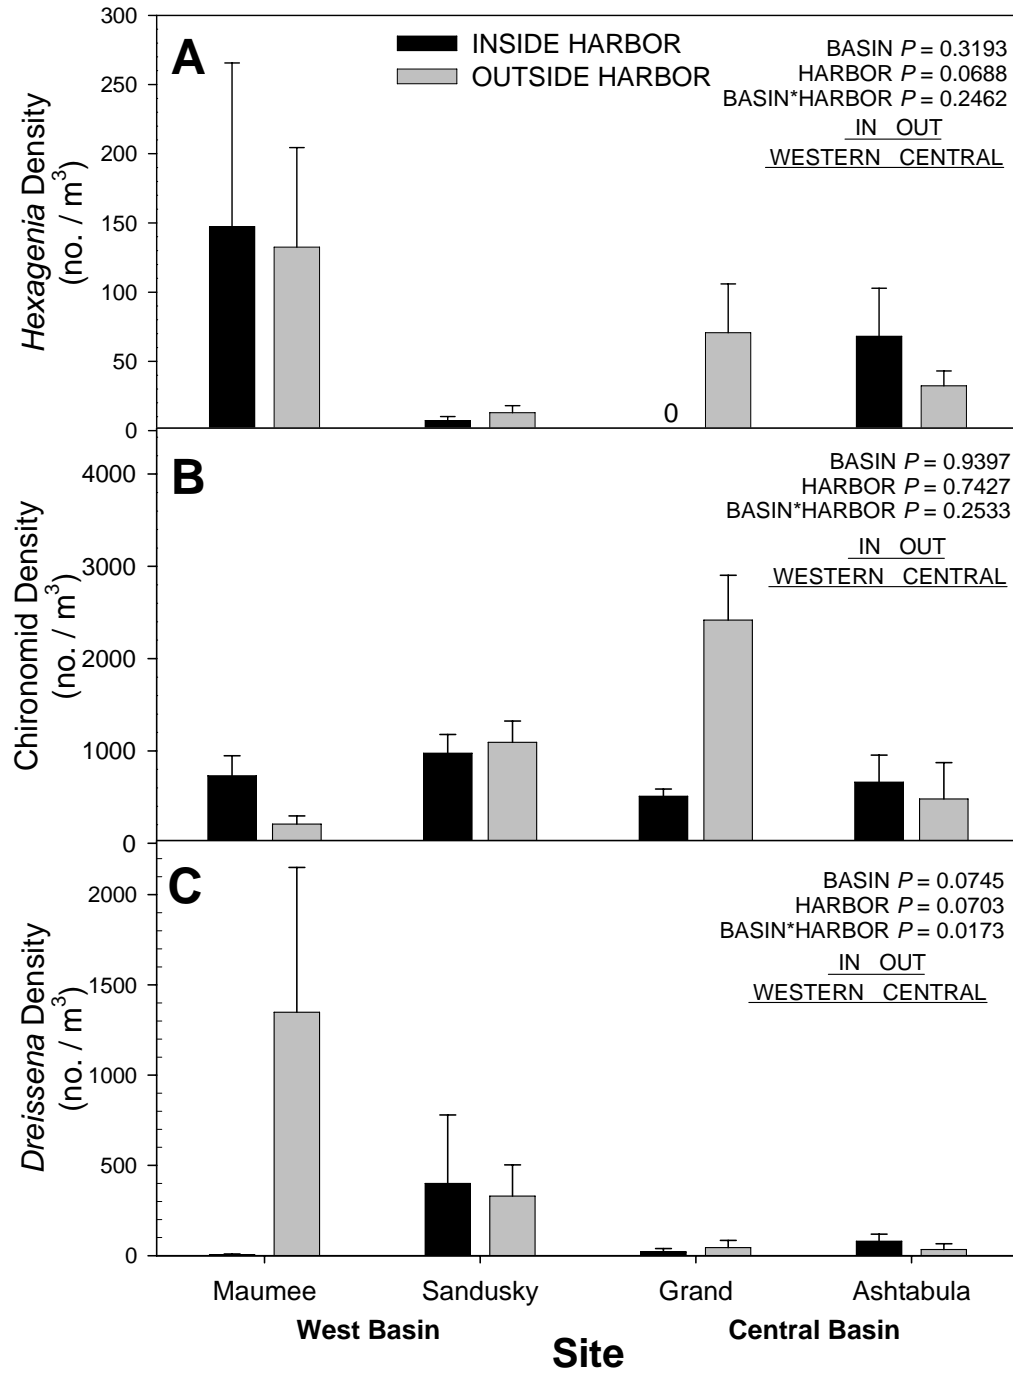 A
INSIDE HARBOR
OUTSIDE HARBOR
BASIN P = 0.3193
HARBOR P = 0.0688
BASIN*HARBOR P = 0.2462
IN OUT
WESTERN CENTRAL
Hexagenia Density
(no. / m³)
300
250
200
150
100
50
0
0
B
BASIN P = 0.9397
HARBOR P = 0.7427
BASIN*HARBOR P = 0.2533
IN OUT
WESTERN CENTRAL
Chironomid Density
(no. / m³)
4000
3000
2000
1000
0
C
BASIN P = 0.0745
HARBOR P = 0.0703
BASIN*HARBOR P = 0.0173
IN OUT
WESTERN CENTRAL
Dreissena Density
(no. / m³)
2000
1500
1000
500
0
Maumee Sandusky Grand Ashtabula
West Basin Central Basin
Site